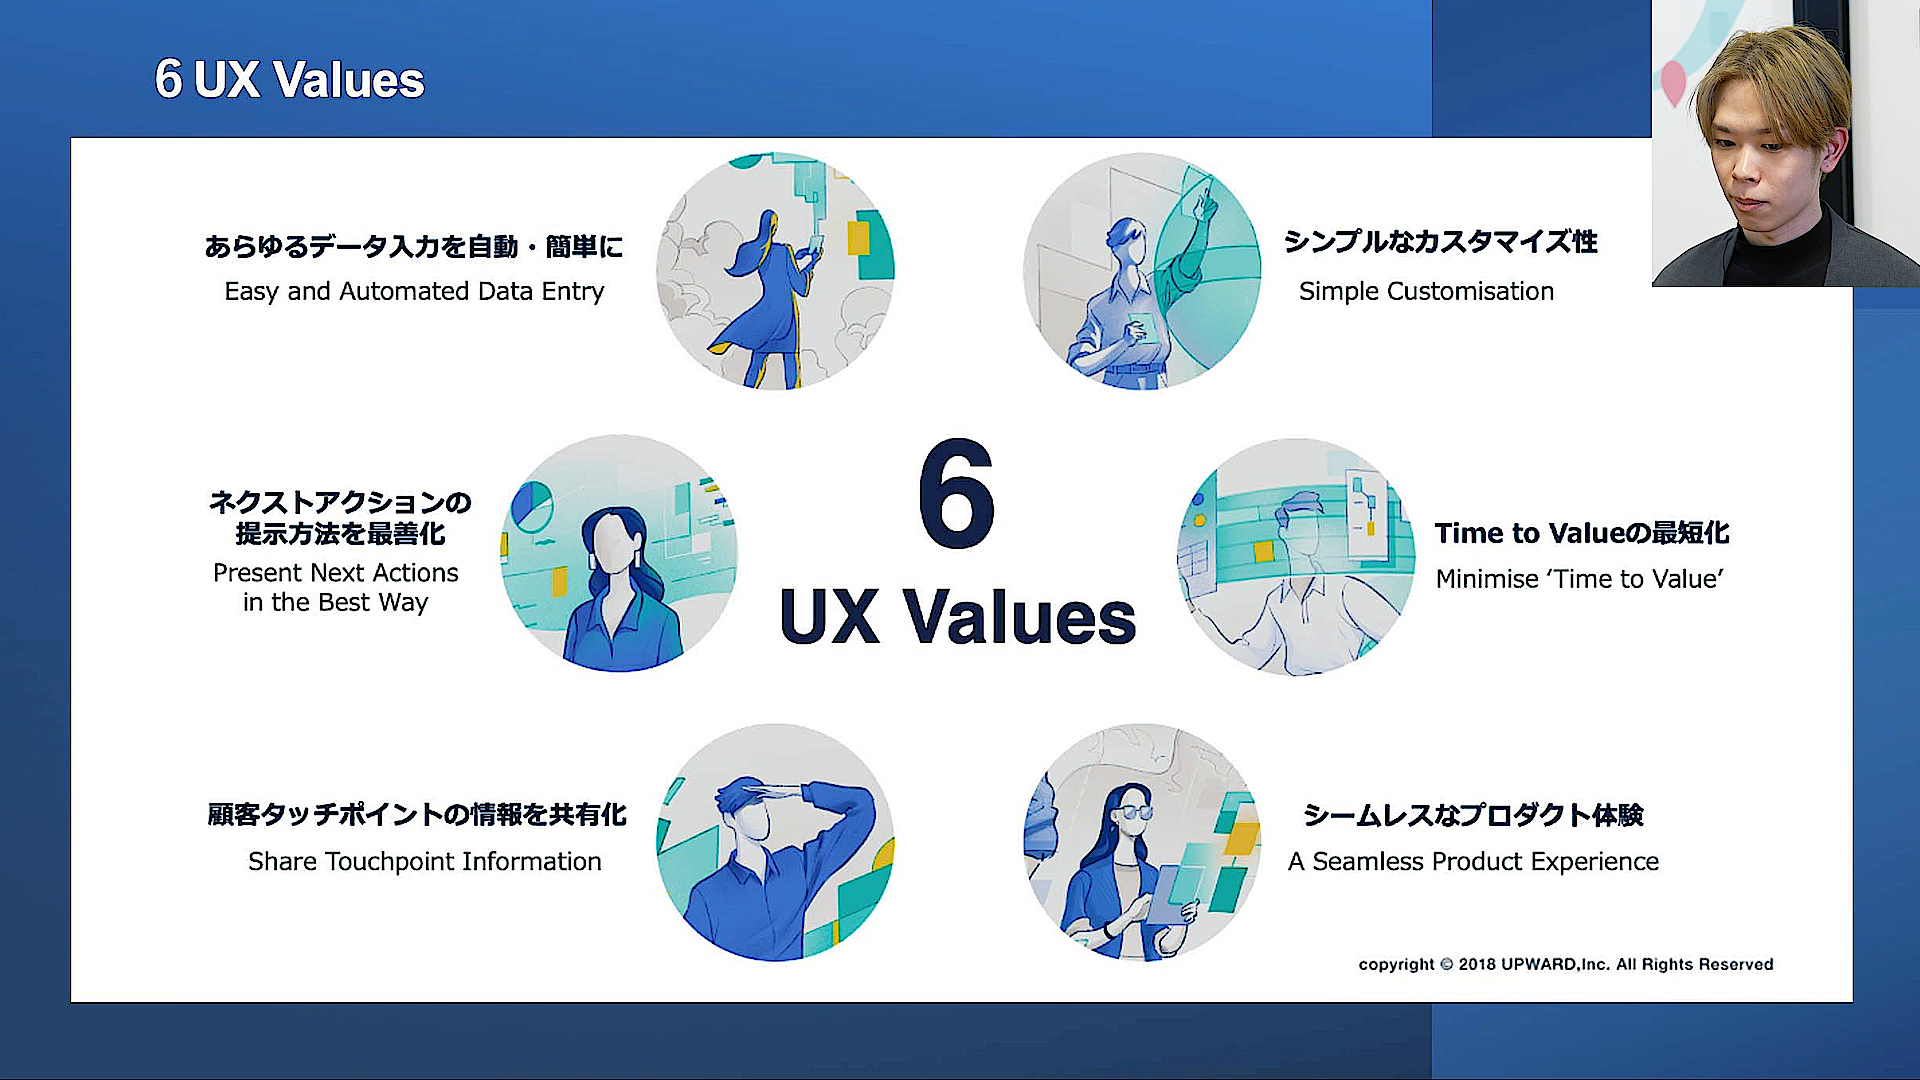 6 UX Values
あらゆるデータ入力を自動・簡単に
Easy and Automated Data Entry
シンプルなカスタマイズ性
Simple Customisation
ネクストアクションの
提示方法を最善化
Present Next Actions
in the Best Way
6
UX Values
Time to Valueの最短化
Minimise ‘Time to Value’
顧客タッチポイントの情報を共有化
Share Touchpoint Information
シームレスなプロダクト体験
A Seamless Product Experience
copyright © 2018 UPWARD,Inc. All Rights Reserved